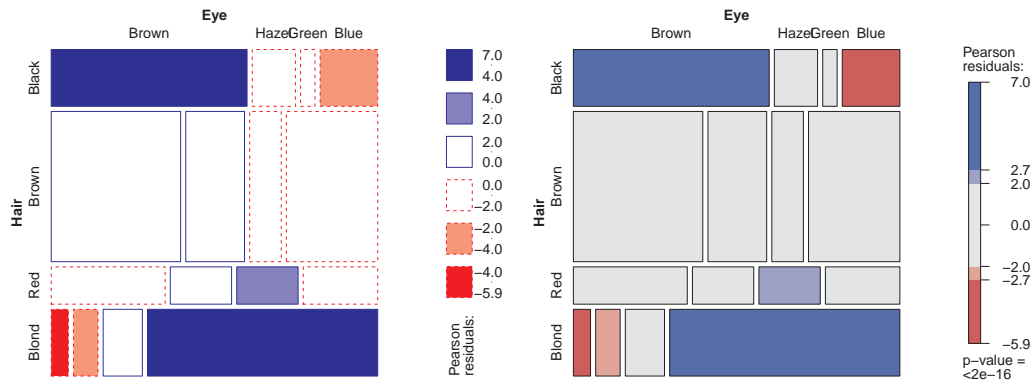 Eye
Brown
HazelGreen
Blue
Hair
Black
Brown
Red
Blond
7.0
4.0
4.0
2.0
2.0
0.0
0.0
−2.0
−2.0
−4.0
−4.0
−5.9
Pearson
residuals:
Eye
Brown
HazelGreen
Blue
Hair
Black
Brown
Red
Blond
Pearson
residuals:
7.0
2.7
2.0
0.0
−2.0
−2.7
−5.9
p−value =
<2e−16